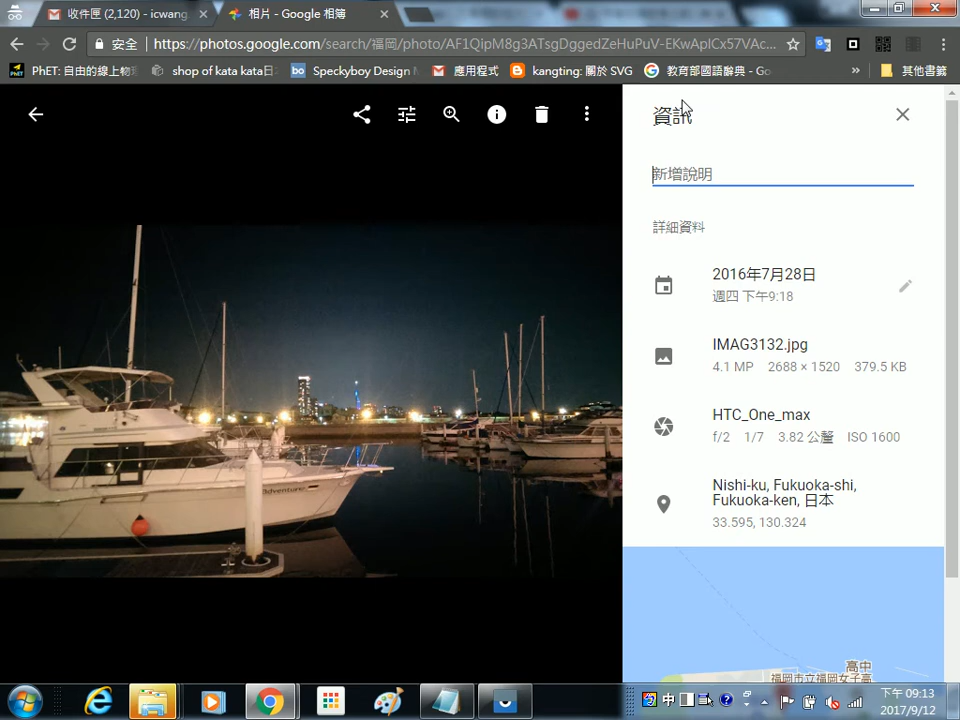 收件匣 (2,120) - icwang
相片 - Google 相簿
安全
https://photos.google.com/search/福岡/photo/AF1QipM8g3ATsgDggedZeHuPuV-EKwAplCx57VAc...
PhET: 自由的線上物
shop of kata kata日
bo Speckyboy Design
應用程式
kangting: 關於 SVG
教育部國語辭典 - Go
»
其他書籤
資訊
新增說明
詳細資料
2016年7月28日
週四 下午9:18
IMAG3132.jpg
4.1 MP 2688 × 1520 379.5 KB
HTC_One_max
f/2 1/7 3.82 公釐 ISO 1600
Nishi-ku, Fukuoka-shi,
Fukuoka-ken, 日本
33.595, 130.324
Adventure
高中
福岡市立福岡女子高
中
下午 09:13
2017/9/12